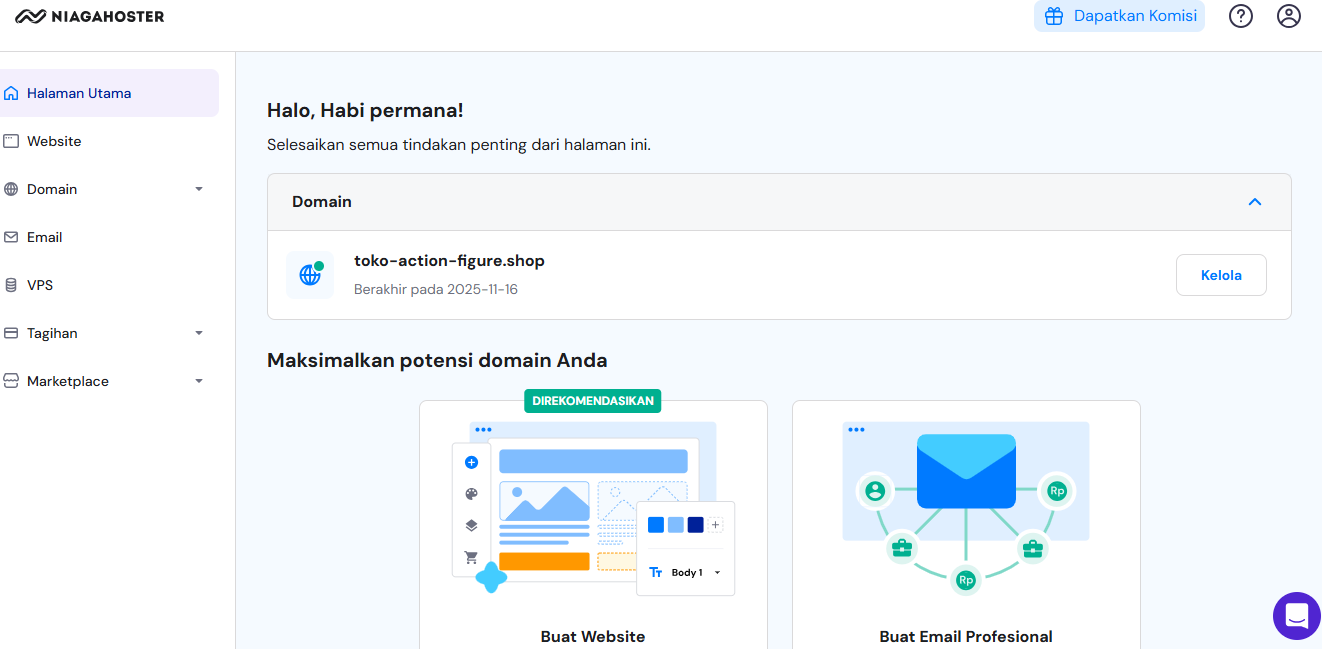 NIAGAHOSTER
Dapatkan Komisi
?
Halaman Utama
Website
Domain
Email
VPS
Tagihan
Marketplace
Halo, Habi permana!
Selesaikan semua tindakan penting dari halaman ini.
Domain
toko-action-figure.shop
Berakhir pada 2025-11-16
Kelola
Maksimalkan potensi domain Anda
DIREKOMENDASIKAN
Tт Body 1
Buat Website
Rp
Rp
Buat Email Profesional